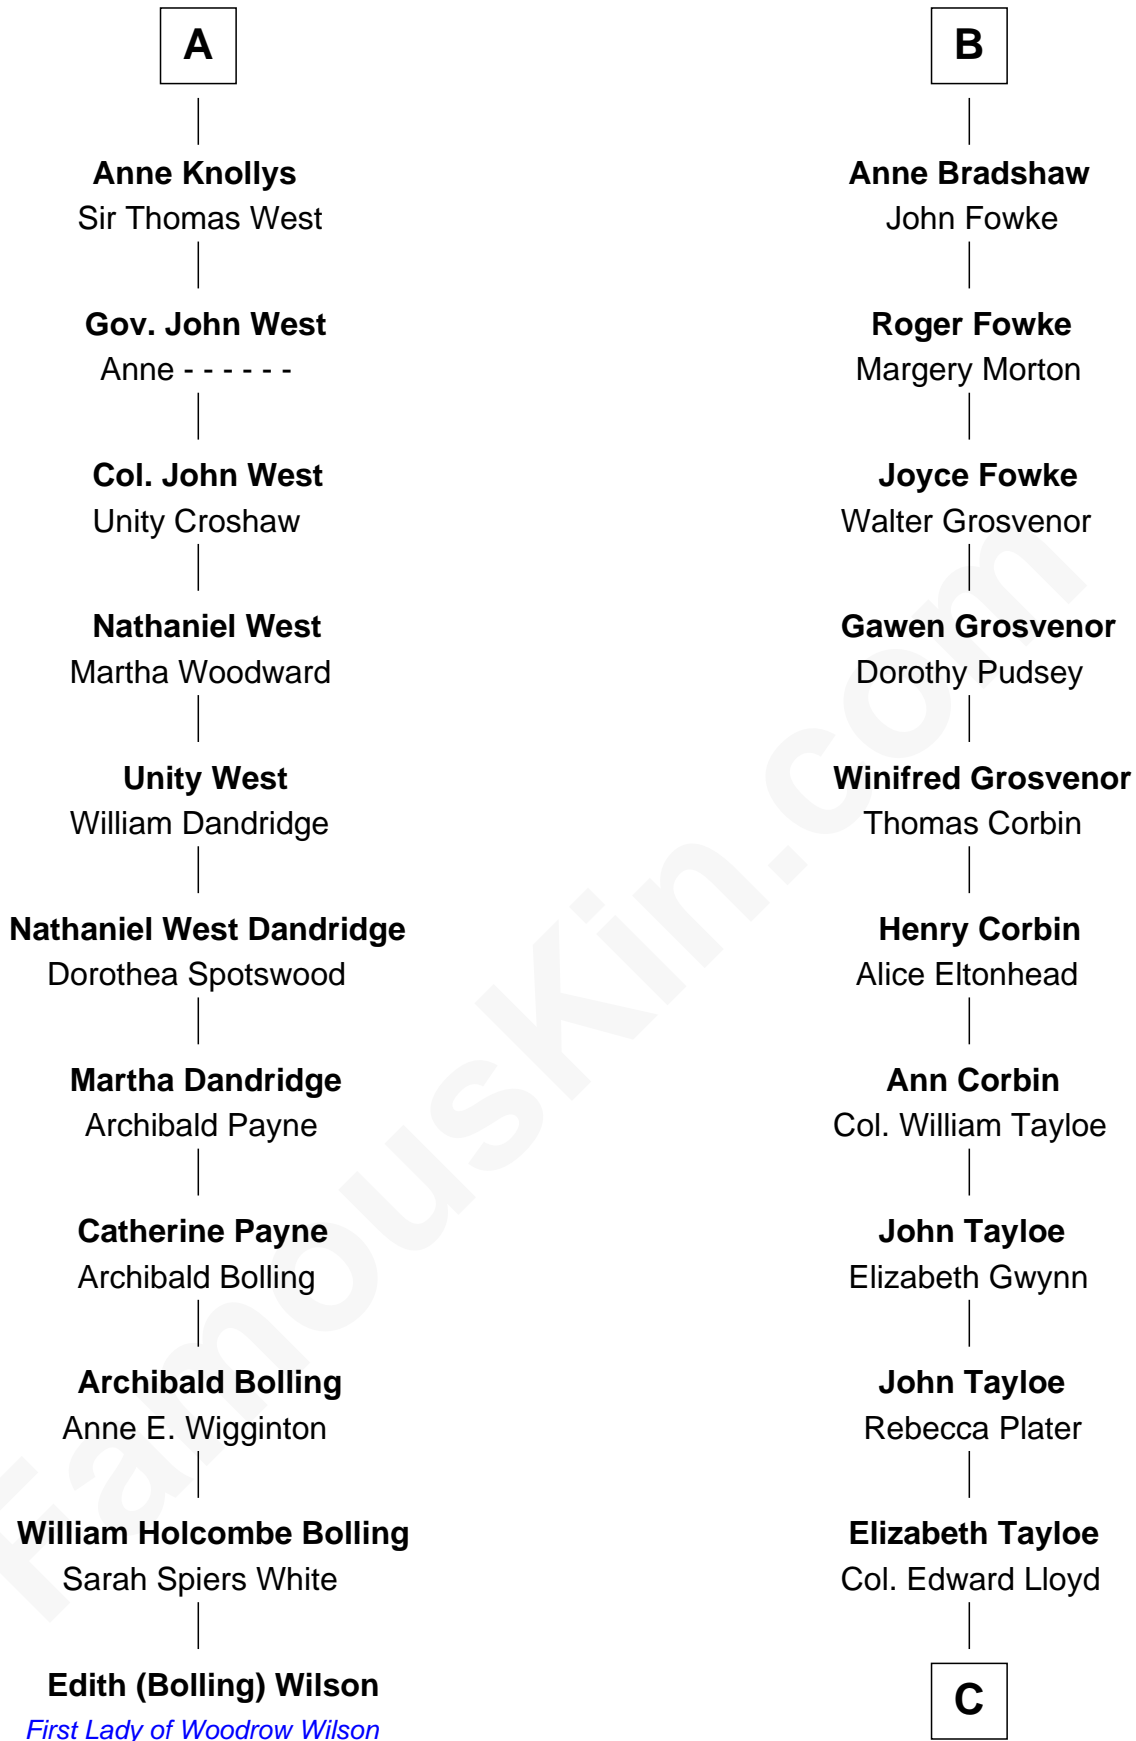 A
Anne Knollys
Sir Thomas West
Gov. John West
Anne - - - - - -
Col. John West
Unity Croshaw
Nathaniel West
Martha Woodward
Unity West
William Dandridge
Nathaniel West Dandridge
Dorothea Spotswood
Martha Dandridge
Archibald Payne
Catherine Payne
Archibald Bolling
Archibald Bolling
Anne E. Wigginton
William Holcombe Bolling
Sarah Spiers White
Edith (Bolling) Wilson
First Lady of Woodrow Wilson
B
Anne Bradshaw
John Fowke
Roger Fowke
Margery Morton
Joyce Fowke
Walter Grosvenor
Gawen Grosvenor
Dorothy Pudsey
Winifred Grosvenor
Thomas Corbin
Henry Corbin
Alice Eltonhead
Ann Corbin
Col. William Tayloe
John Tayloe
Elizabeth Gwynn
John Tayloe
Rebecca Plater
Elizabeth Tayloe
Col. Edward Lloyd
C
FamousKin.com